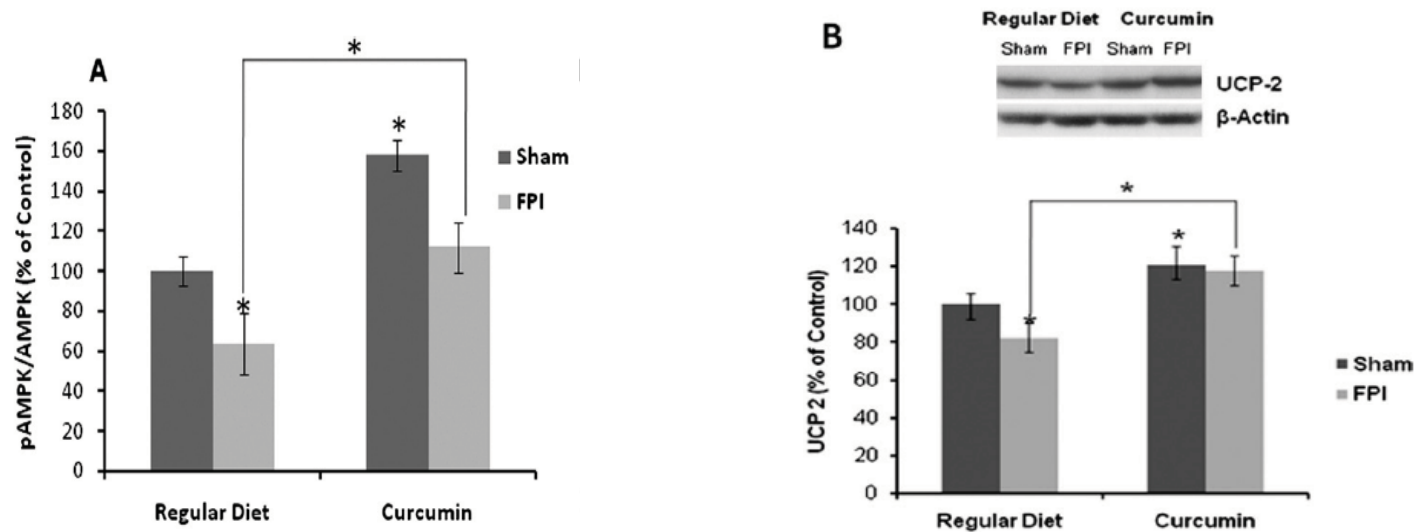 A
*
180
160
140
120
100
80
60
40
20
0
pAMPK/AMPK (% of Control)
*
*
Sham
FPI
Regular Diet Curcumin
B
Regular Diet Curcumin
Sham FPI Sham FPI
UCP-2
β-Actin
*
140
120
100
80
60
40
20
0
UCP 2 (% of Control)
*
*
Sham
FPI
Regular Diet Curcumin